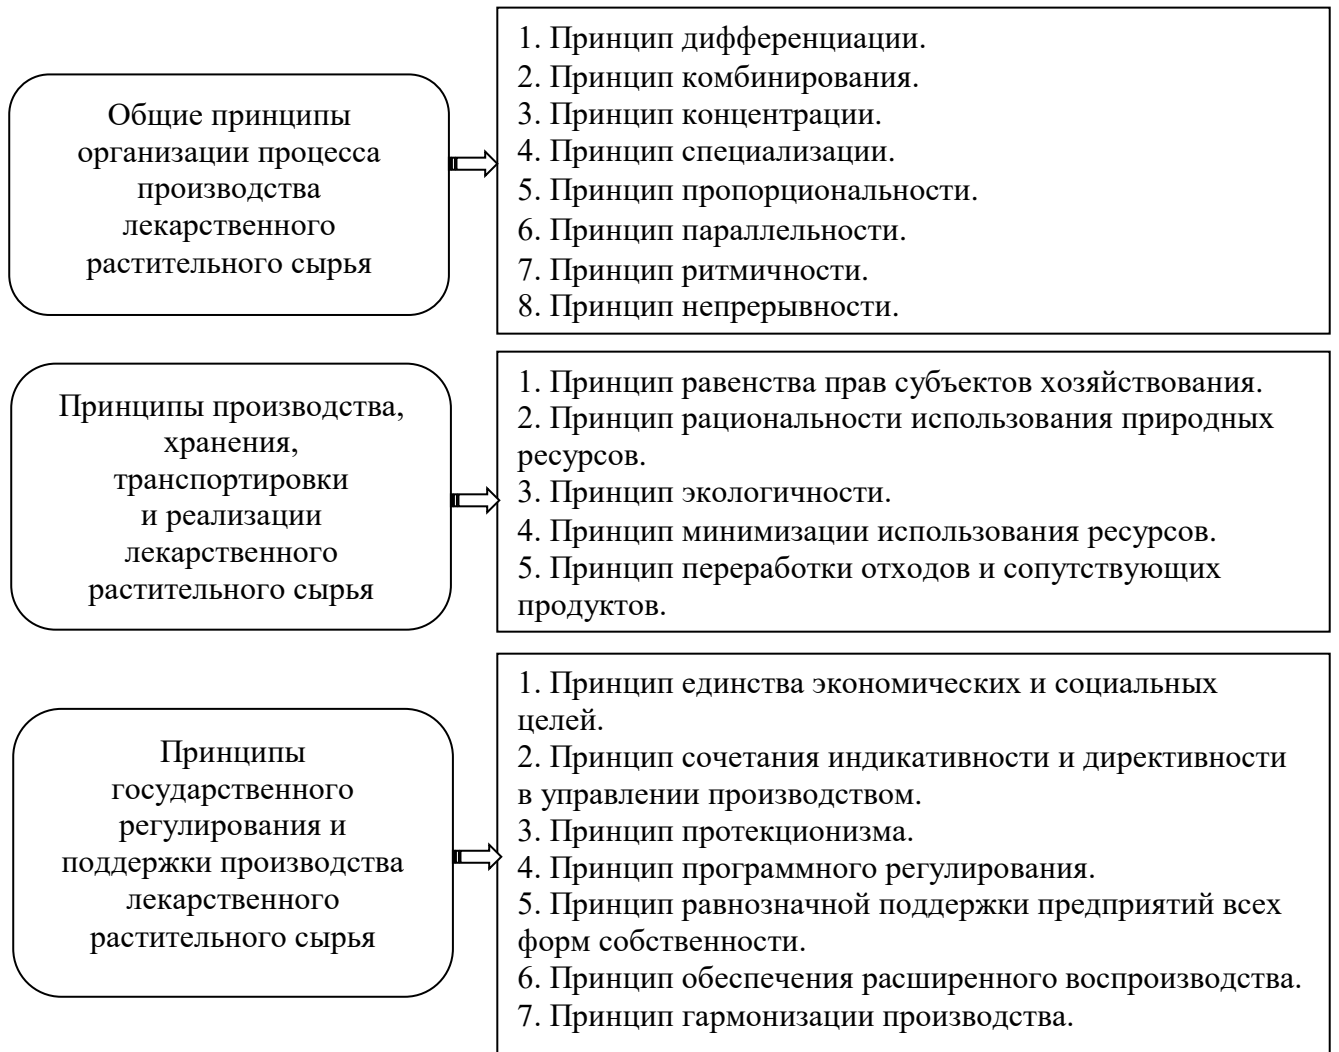 Общие принципы
организации процесса
производства
лекарственного
растительного сырья
1. Принцип дифференциации.
2. Принцип комбинирования.
3. Принцип концентрации.
4. Принцип специализации.
5. Принцип пропорциональности.
6. Принцип параллельности.
7. Принцип ритмичности.
8. Принцип непрерывности.
Принципы производства,
хранения,
транспортировки
и реализации
лекарственного
растительного сырья
1. Принцип равенства прав субъектов хозяйствования.
2. Принцип рациональности использования природных
ресурсов.
3. Принцип экологичности.
4. Принцип минимизации использования ресурсов.
5. Принцип переработки отходов и сопутствующих
продуктов.
Принципы
государственного
регулирования и
поддержки производства
лекарственного
растительного сырья
1. Принцип единства экономических и социальных
целей.
2. Принцип сочетания индикативности и директивности
в управлении производством.
3. Принцип протекционизма.
4. Принцип программного регулирования.
5. Принцип равнозначной поддержки предприятий всех
форм собственности.
6. Принцип обеспечения расширенного воспроизводства.
7. Принцип гармонизации производства.